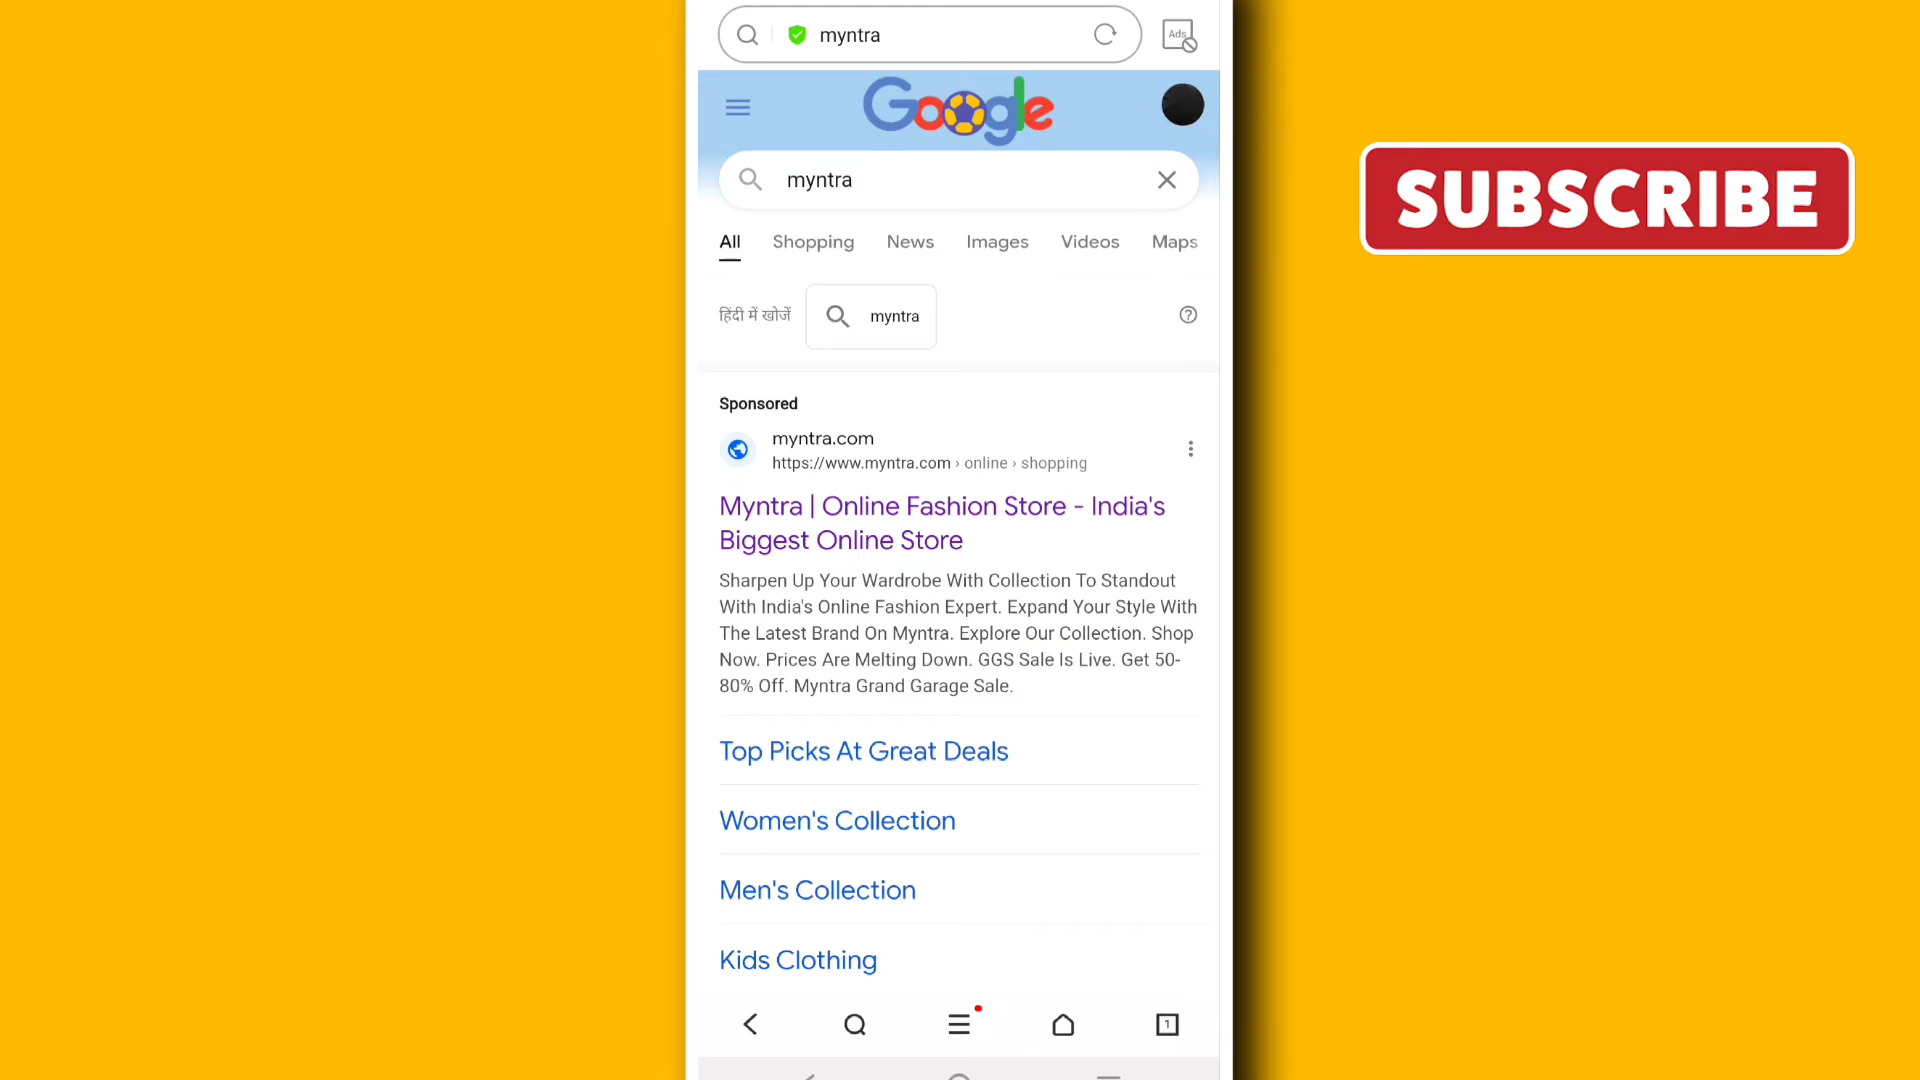 myntra
Ads
Google
myntra
All Shopping News Images Videos Maps
हिंदी में खोजें myntra
Sponsored
myntra.com
https://www.myntra.com › online › shopping
Myntra | Online Fashion Store - India's
Biggest Online Store
Sharpen Up Your Wardrobe With Collection To Standout
With India's Online Fashion Expert. Expand Your Style With
The Latest Brand On Myntra. Explore Our Collection. Shop
Now. Prices Are Melting Down. GGS Sale Is Live. Get 50-
80% Off. Myntra Grand Garage Sale.
Top Picks At Great Deals
Women's Collection
Men's Collection
Kids Clothing
1
SUBSCRIBE